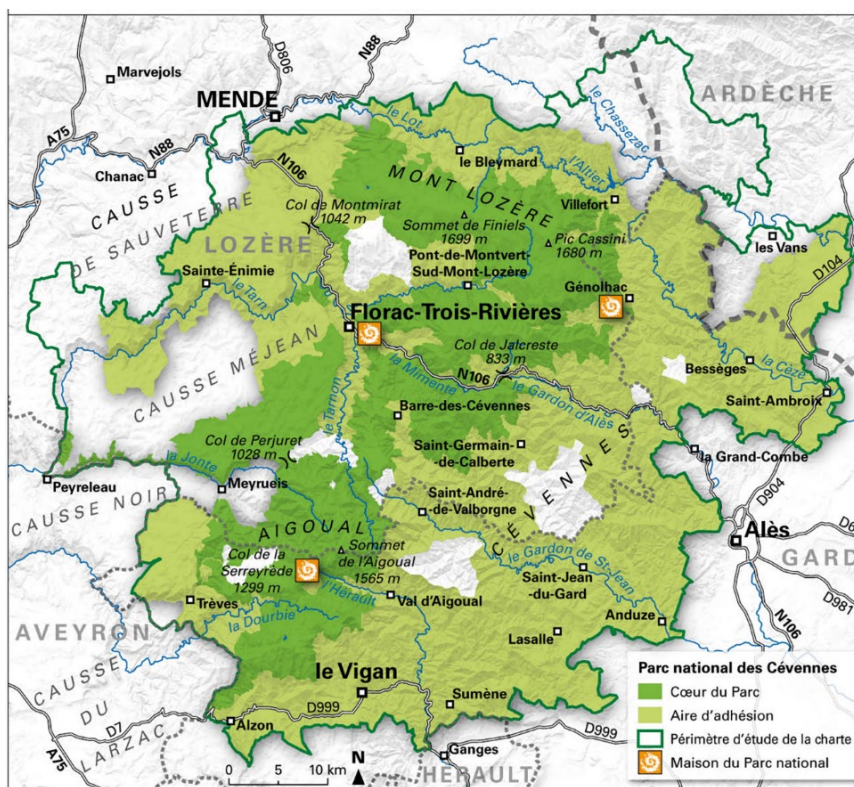 N88
D806
Marvejols
MENDE
ARDÈCHE
A75
N88
le Lot
le Chassezac
Chanac
N106
le Bleymard
l'Altier
CAUSSE
DE SAUVETERRE
MONT LOZÈRE
Villefort
Col de Montmirat
1042 m
Sommet de Finiels
1699 m
Pic Cassini
1680 m
LOZÈRE
les Vans
D104
Sainte-Énimie
le Tarn
Pont-de-Montvert-
Sud-Mont-Lozère
Génolhac
Florac-Trois-Rivières
Col de Jalcreste
833 m
CAUSSE MÉJEAN
la Mimente
N106
le Gardon d'Alès
Bessèges
la Cèze
Saint-Ambroix
le Tarnon
Barre-des-Cévennes
Col de Perjuret
1028 m
Saint-Germain-
de-Calberte
la Grand-Combe
la Jonte
Peyreleau
Meyrueis
CÉVENNES
CAUSSE NOIR
Saint-André-
de-Valborgne
D904
AIGOUAL
Alès
D6
Col de la
Serreyrède
1299 m
Sommet
de l'Aigoual
1565 m
le Gardon de St-Jean
GARD
Saint-Jean
-du-Gard
D981
l'Hérault
Trèves
Val d'Aigoual
Anduze
N106
AVEYRON
la Dourbie
Lasalle
CAUSSE
DU
LARZAC
le Vigan
Sumène
D999
Alzon
D7
A75
Ganges
D999
HÉRAULT
N
0 5 10 km
Parc national des Cévennes
Cœur du Parc
Aire d'adhésion
Périmètre d'étude de la charte
Maison du Parc national